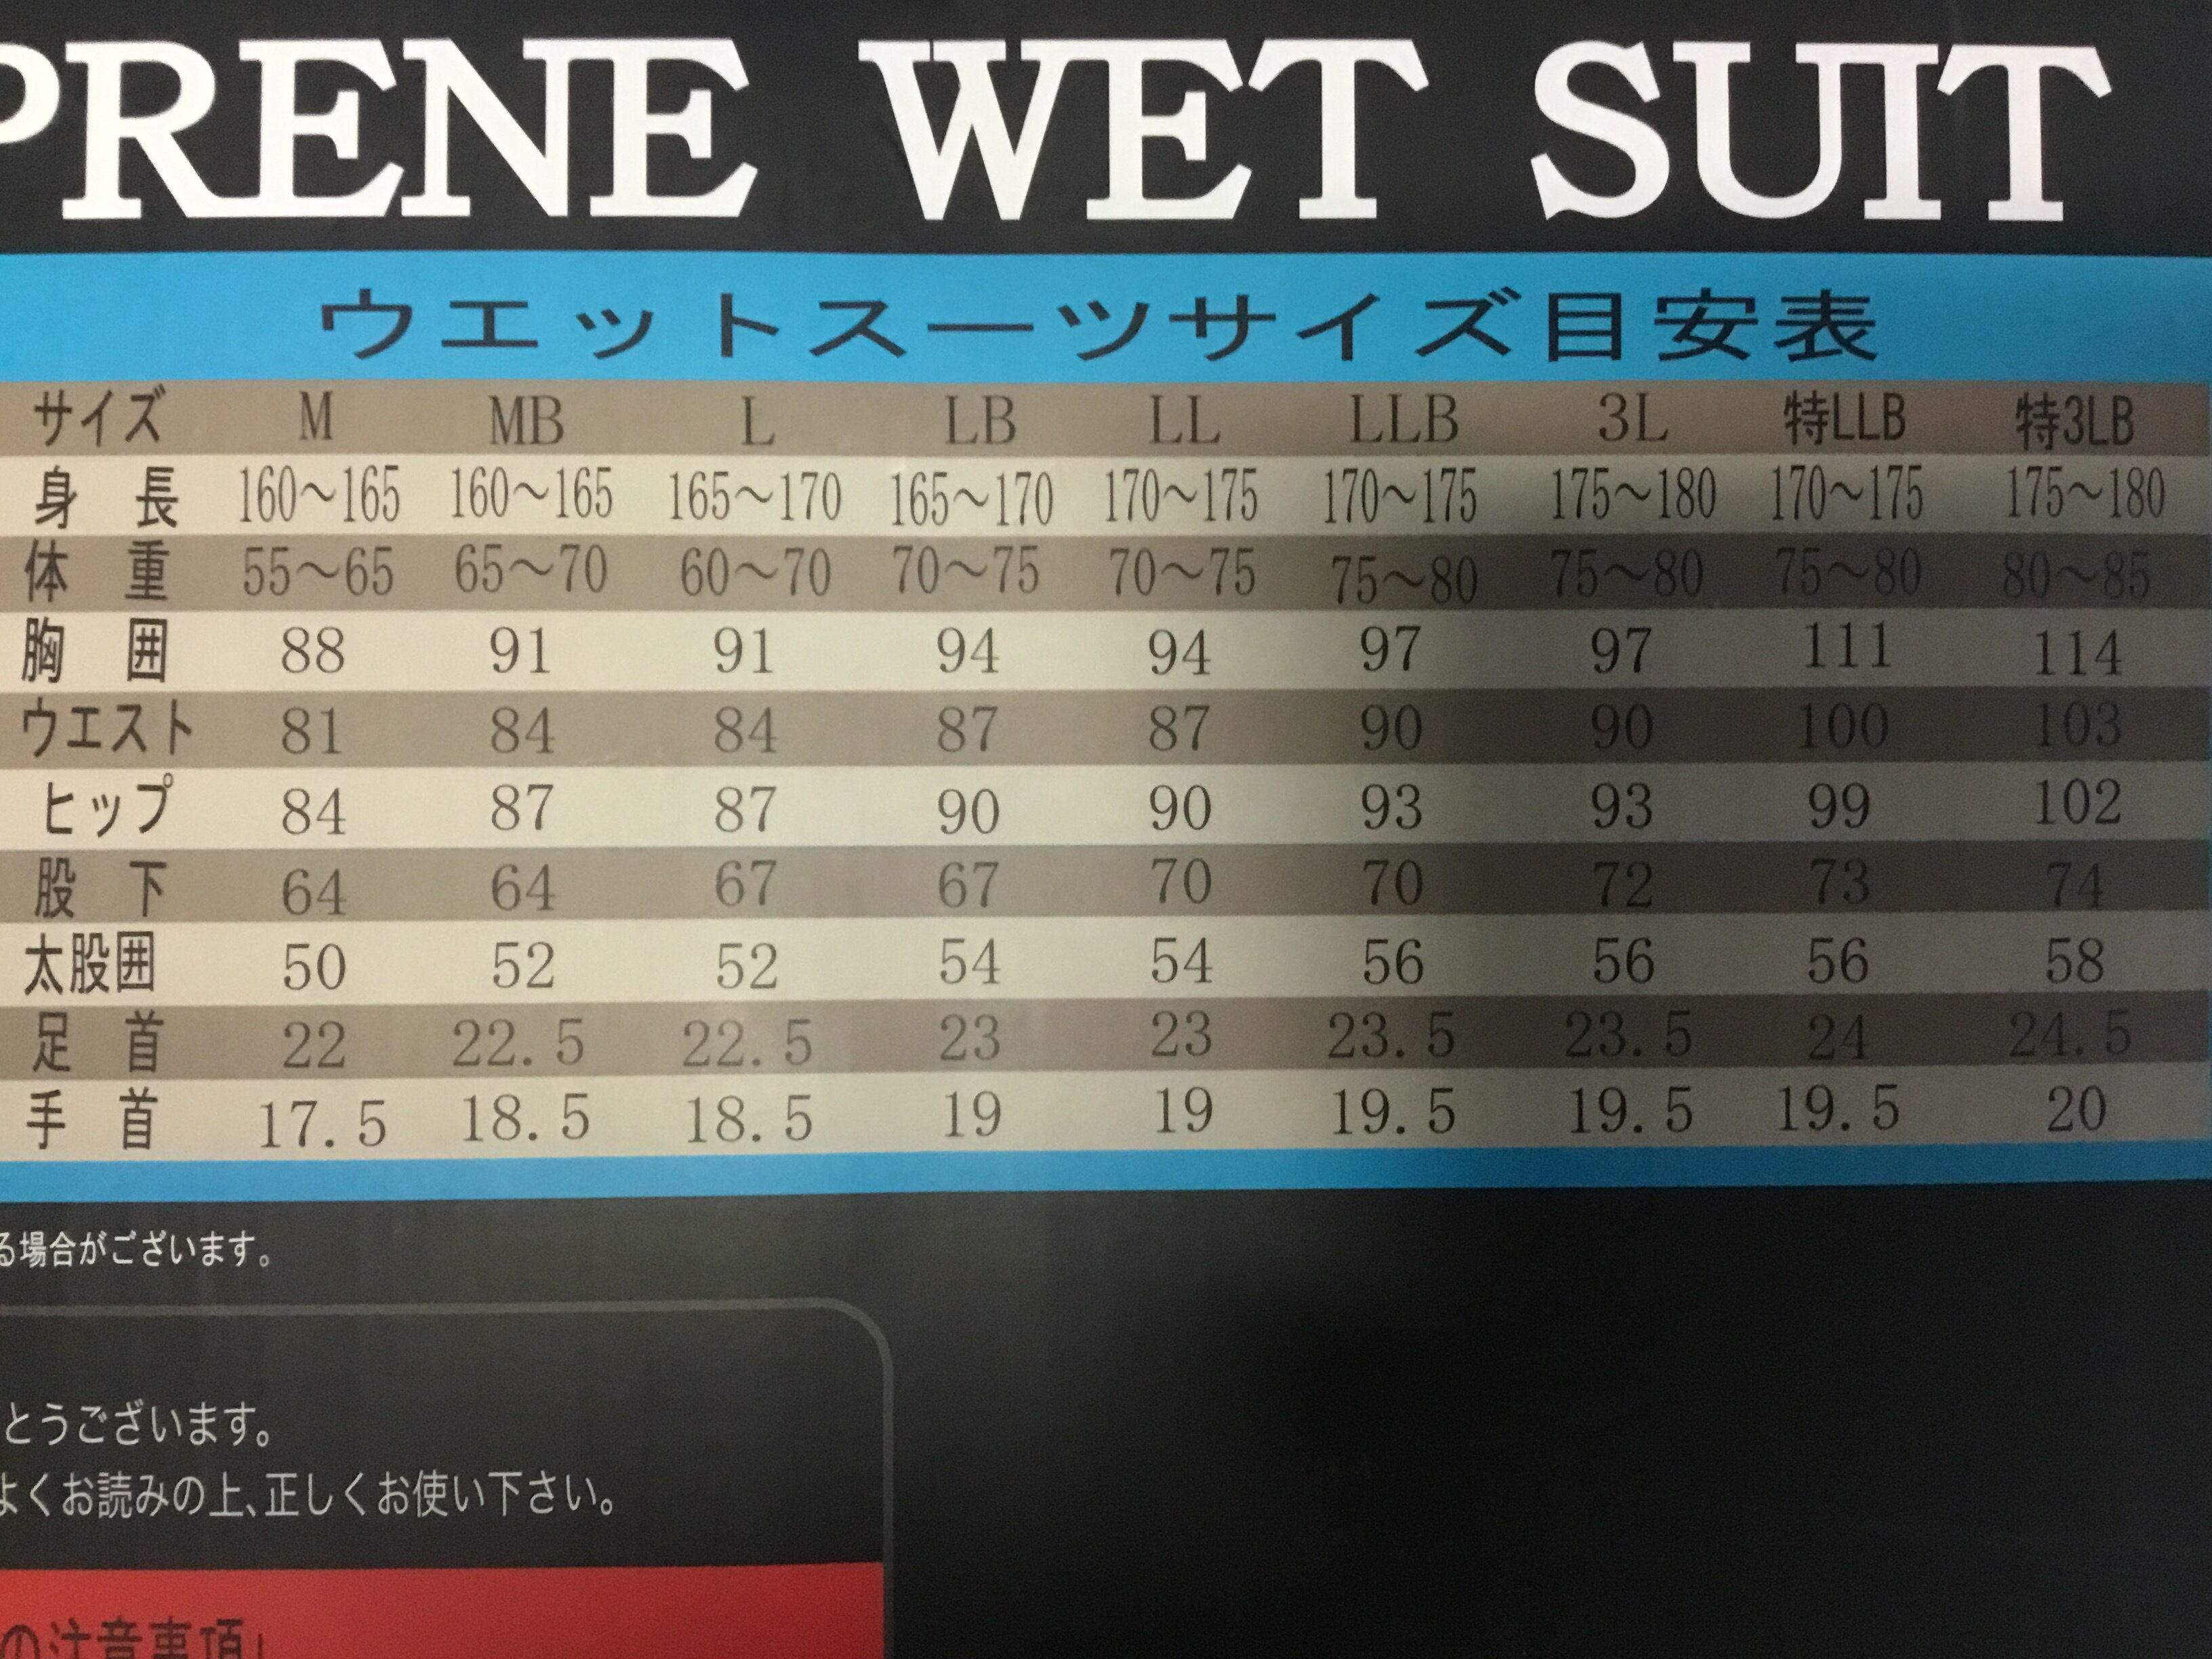 PRENE WET SUIT
ウエットスーツサイズ目安表
サイズ M MB L LB LL LLB 3L 特LLB 特3LB
身長 160～165 160～165 165～170 165～170 170～175 170～175 175～180 170～175 175～180
体重 55～65 65～70 60～70 70～75 70～75 75～80 75～80 75～80 80～85
胸囲 88 91 91 94 94 97 97 111 114
ウエスト 81 84 84 87 87 90 90 100 103
ヒップ 84 87 87 90 90 93 93 99 102
股下 64 64 67 67 70 70 72 73 74
太股囲 50 52 52 54 54 56 56 56 58
足首 22 22.5 22.5 23 23 23.5 23.5 24 24.5
手首 17.5 18.5 18.5 19 19 19.5 19.5 19.5 20
る場合がございます。
とうございます。
よくお読みの上、正しくお使い下さい。
の注意事項」